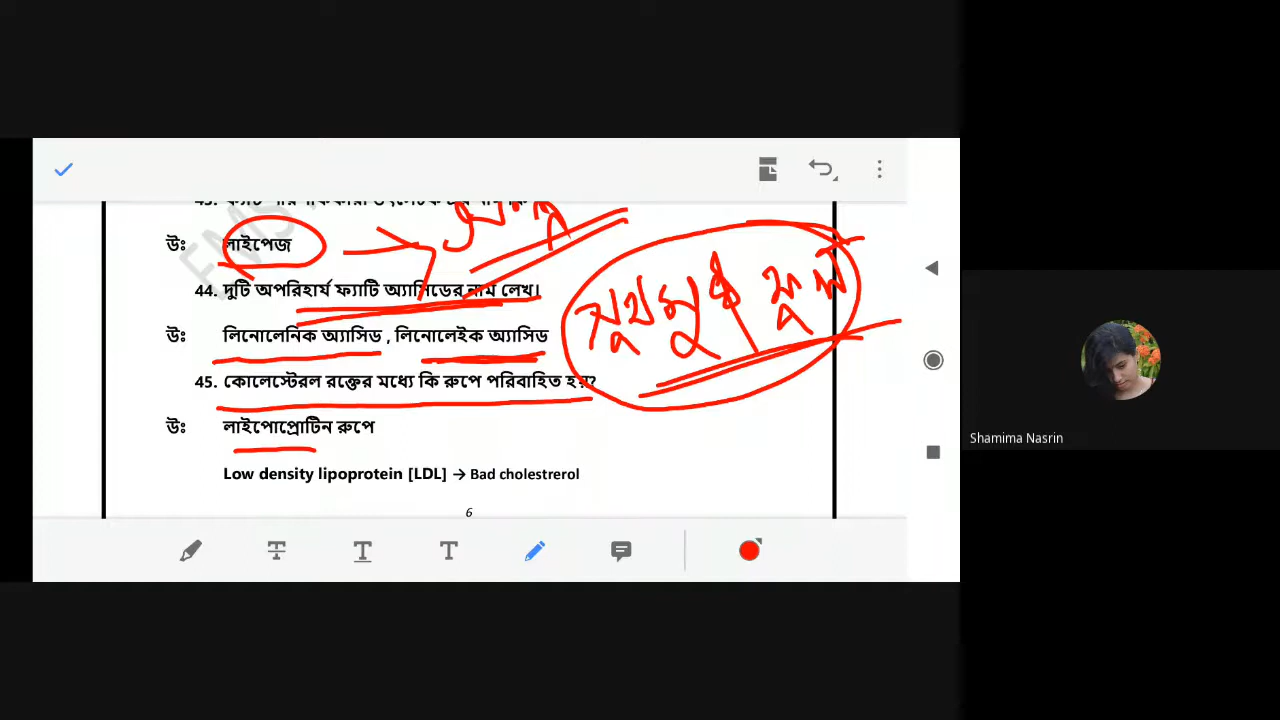 উঃ লাইপেজ
44. দুটি অপরিহার্য ফ্যাটি অ্যাসিডের নাম লেখ।
উঃ লিনোলেনিক অ্যাসিড , লিনোলেইক অ্যাসিড
45. কোলেস্টেরল রক্তের মধ্যে কি রুপে পরিবাহিত হয়?
উঃ লাইপোপ্রোটিন রুপে
Low density lipoprotein [LDL] → Bad cholestrerol
6
Shamima Nasrin